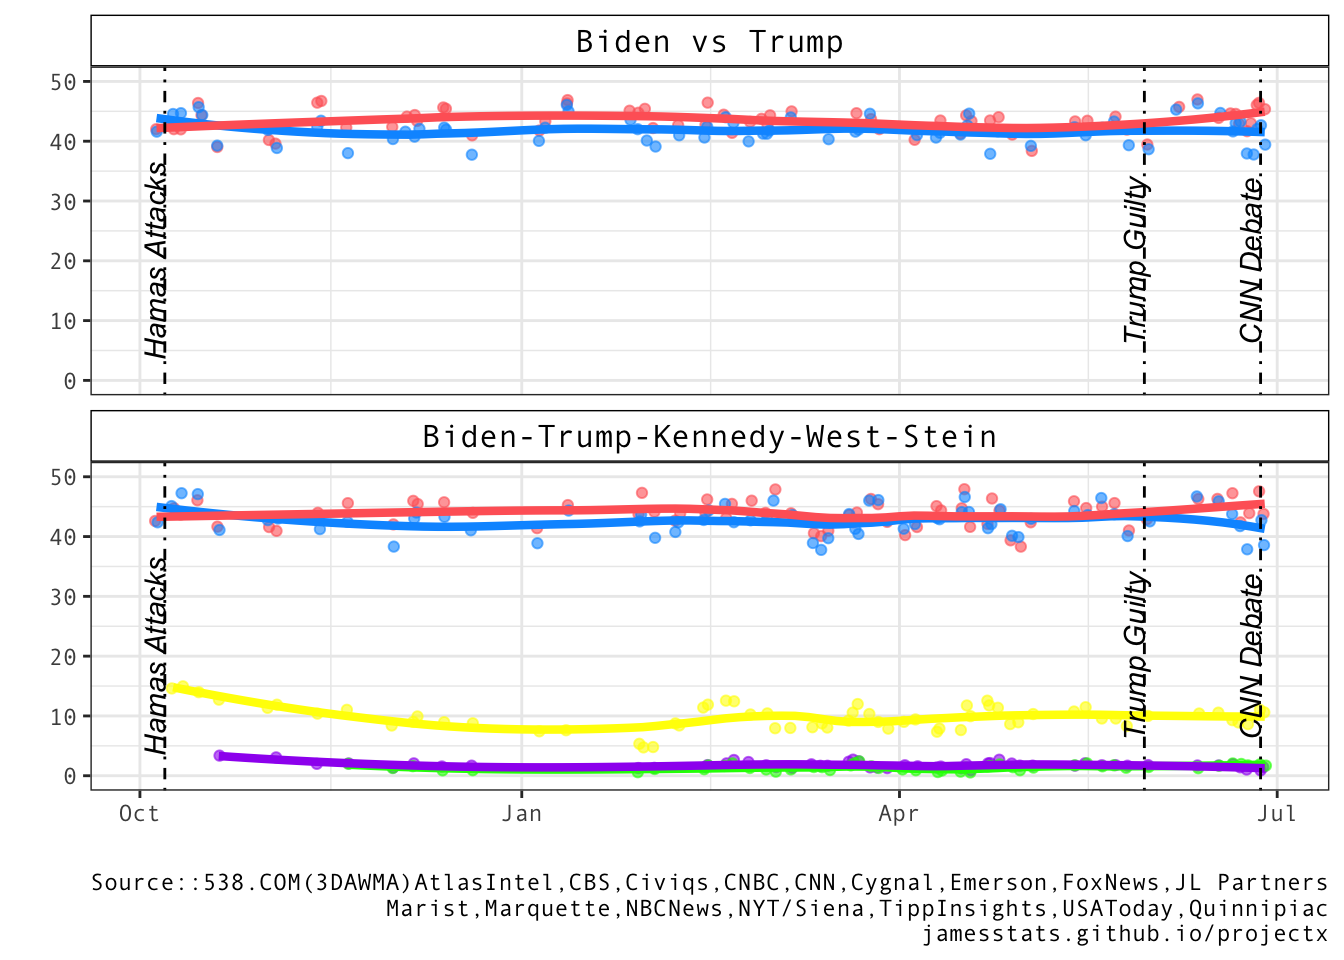 Biden vs Trump
50
40
30
20
10
0
Hamas Attacks
Trump Guilty
CNN Debate
Biden-Trump-Kennedy-West-Stein
50
40
30
20
10
0
Hamas Attacks
Trump Guilty
CNN Debate
Oct Jan Apr Jul
Source::538.COM(3DAWMA)AtlasIntel,CBS,Civiqs,CNBC,CNN,Cygnal,Emerson,FoxNews,JL Partners
Marist,Marquette,NBCNews,NYT/Siena,TippInsights,USAToday,Quinnipiac
jamesstats.github.io/projectx